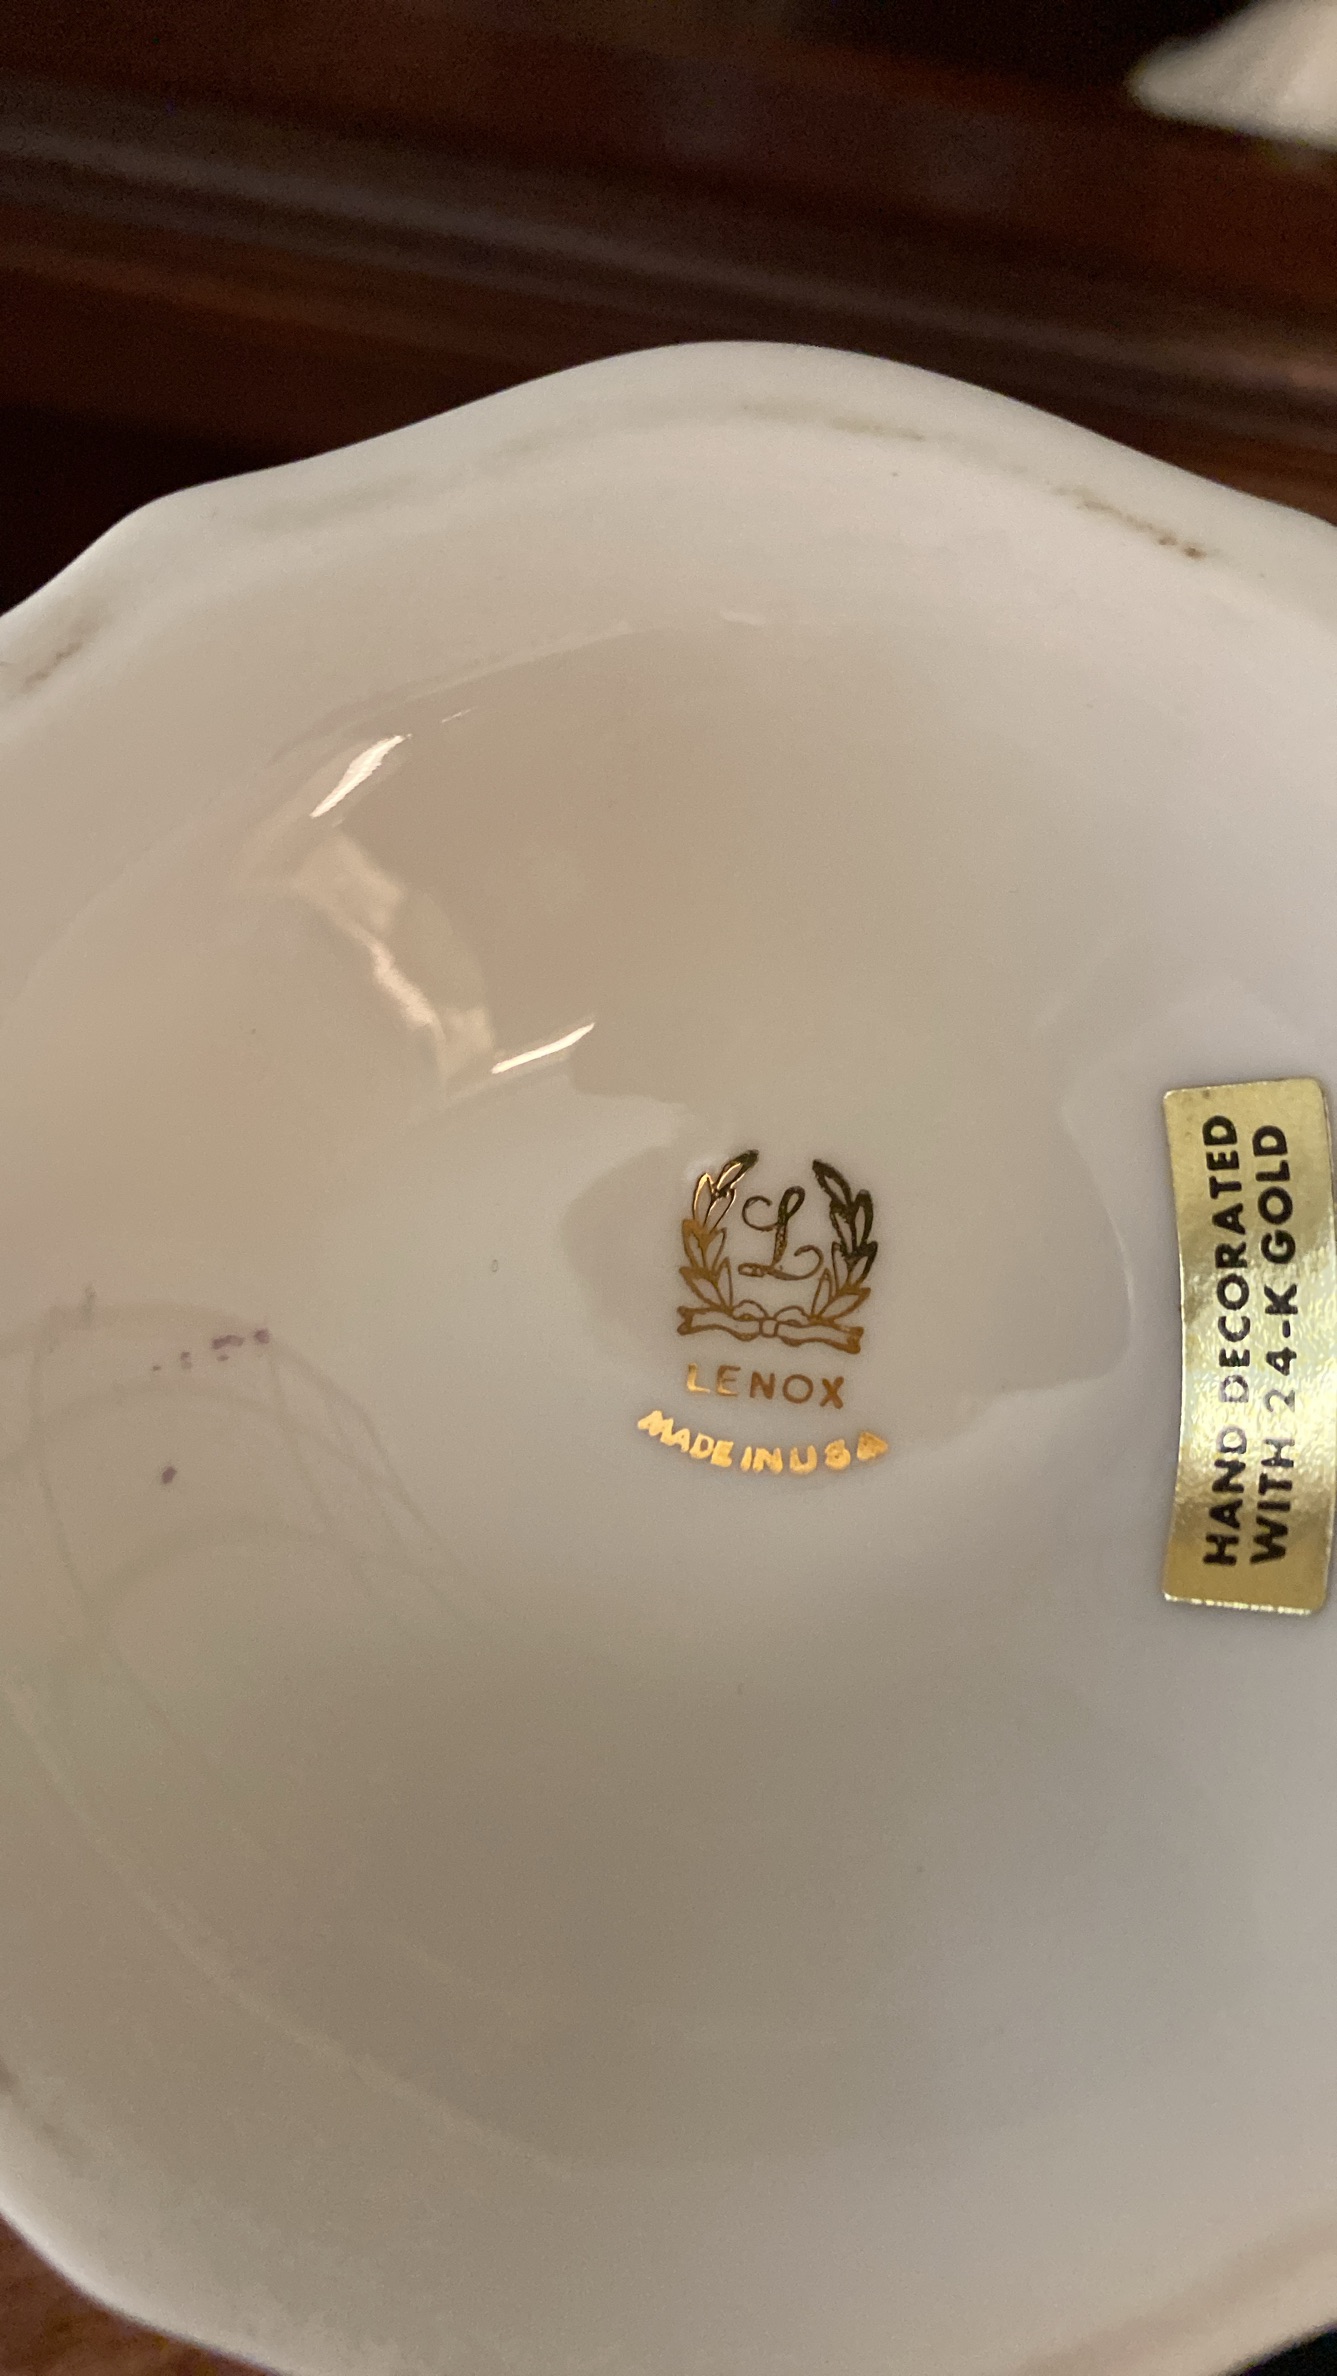 L
LENOX
MADE IN USA
HAND DECORATED
WITH 24-K GOLD